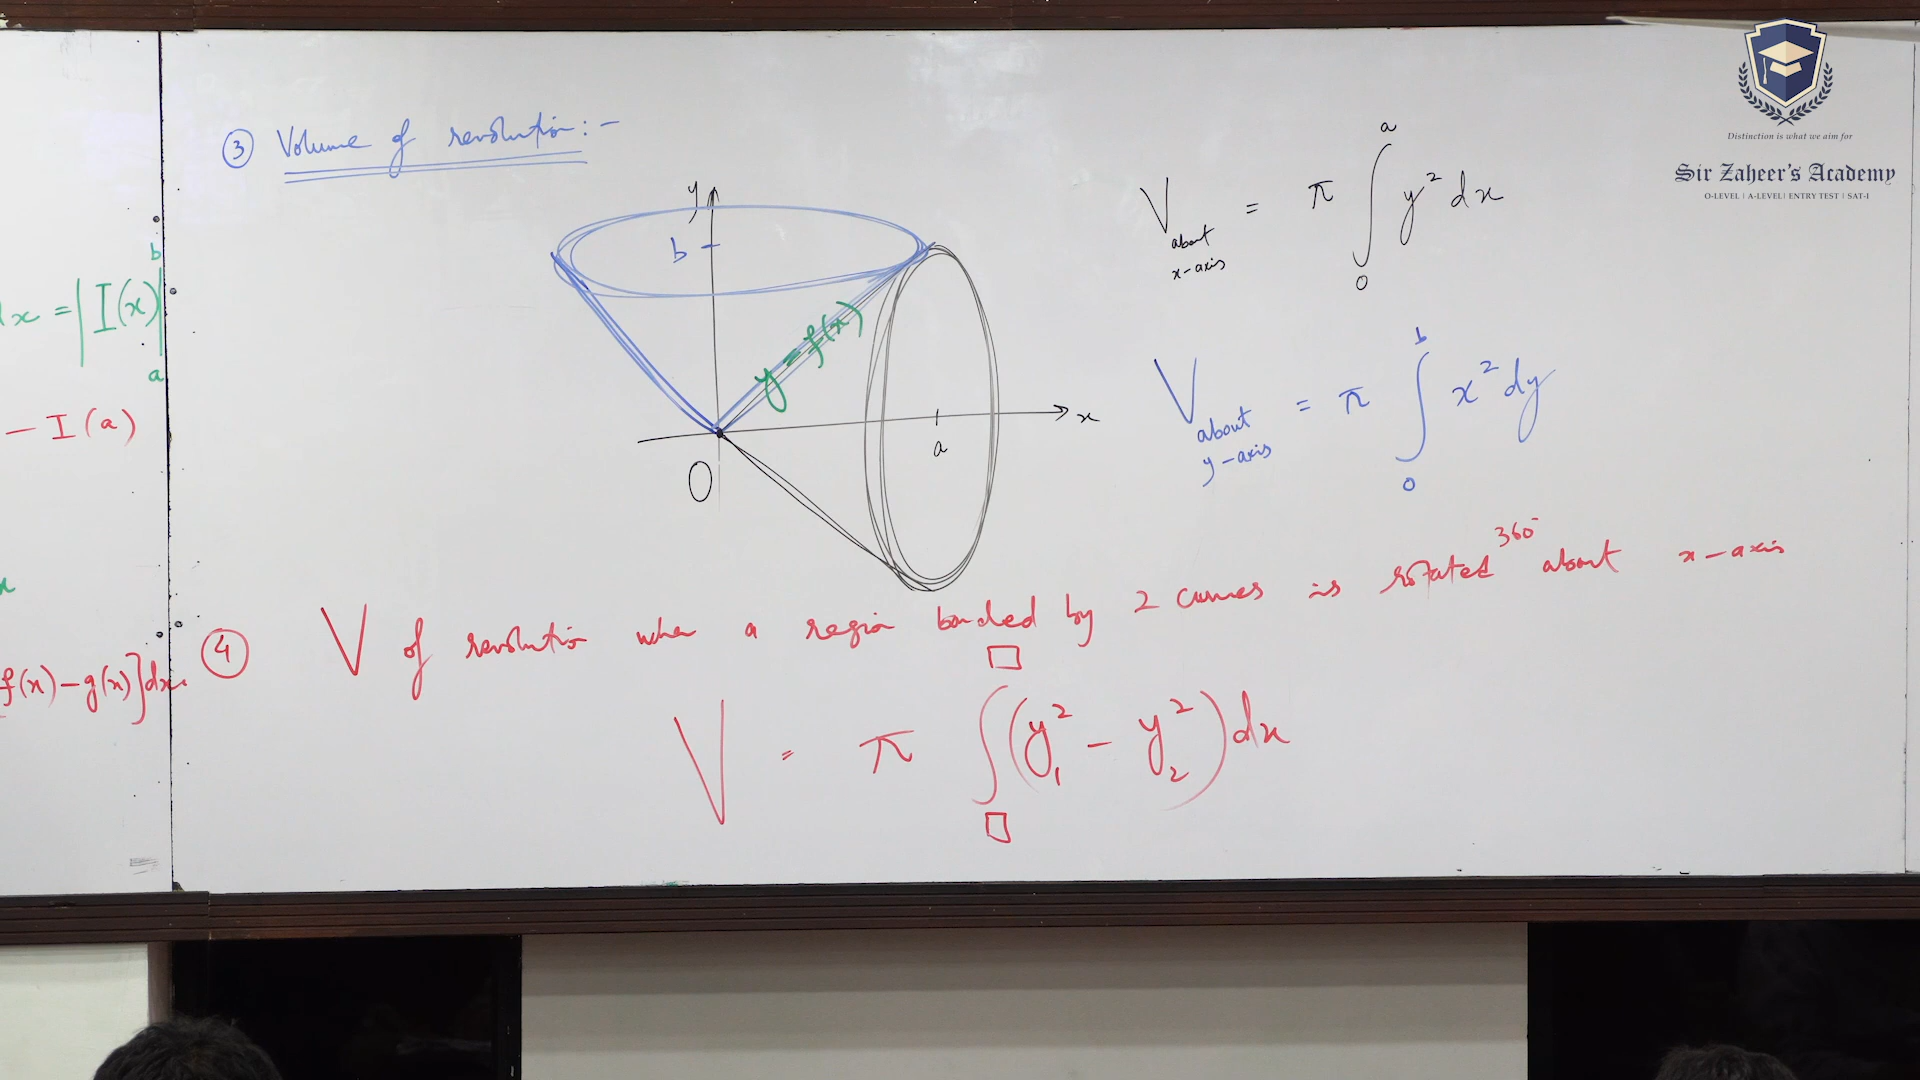 ③ Volume of revolution:-
y
b
y = f(x)
x
a
O
V about x-axis = π ∫₀ᵃ y² dx
V about y-axis = π ∫₀ᵇ x² dy
④ V of revolution when a region bonded by 2 curves is rotated 360° about x-axis
V = π ∫ (y₁² - y₂²) dx
b
dx = |I(x)|
a
- I(a)
f(x) - g(x)] dx
Distinction is what we aim for
Sir Zaheer's Academy
O-LEVEL | A-LEVEL | ENTRY TEST | SAT-I